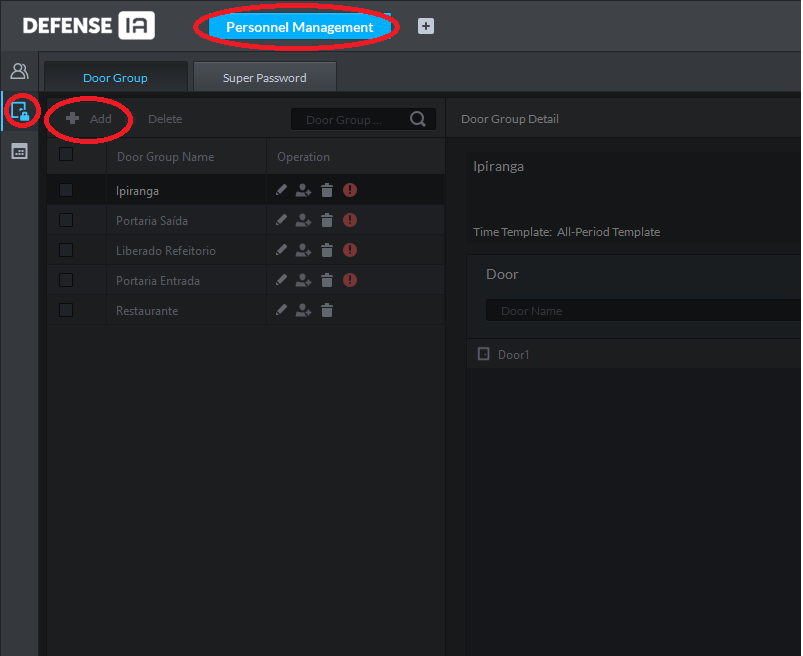 DEFENSE IA
Personnel Management
Door Group
Super Password
Add
Delete
Door Group ...
Door Group Detail
Door Group Name
Operation
Ipiranga
Ipiranga
Portaria Saída
Time Template: All-Period Template
Liberado Refeitorio
Door
Portaria Entrada
Restaurante
Door Name
Door1